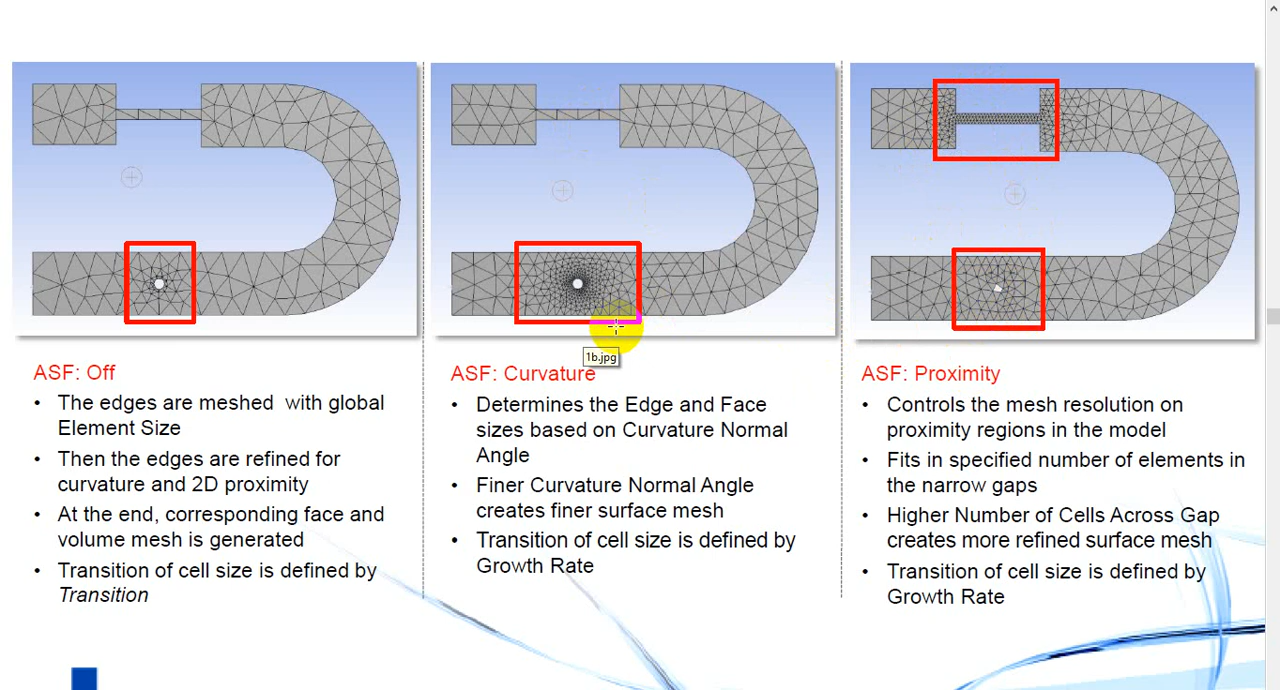 1b.jpg
ASF: Off
• The edges are meshed with global
Element Size
• Then the edges are refined for
curvature and 2D proximity
• At the end, corresponding face and
volume mesh is generated
• Transition of cell size is defined by
Transition
ASF: Curvature
• Determines the Edge and Face
sizes based on Curvature Normal
Angle
• Finer Curvature Normal Angle
creates finer surface mesh
• Transition of cell size is defined by
Growth Rate
ASF: Proximity
• Controls the mesh resolution on
proximity regions in the model
• Fits in specified number of elements in
the narrow gaps
• Higher Number of Cells Across Gap
creates more refined surface mesh
• Transition of cell size is defined by
Growth Rate